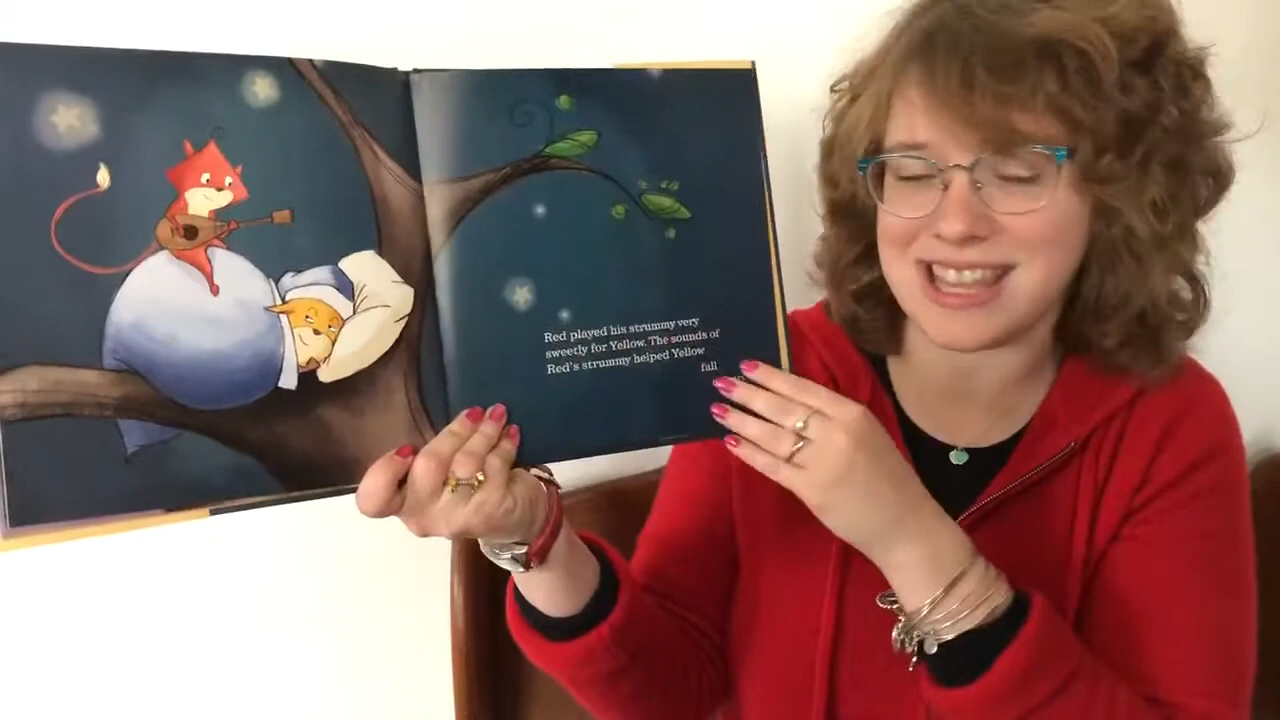 Red played his strummy very
sweetly for Yellow. The sounds of
Red's strummy helped Yellow
fall